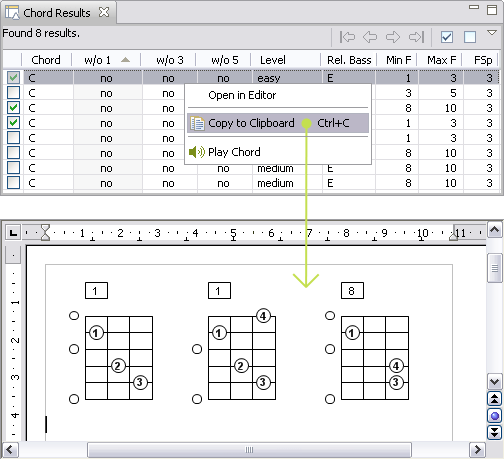 Chord Results
Found 8 results.
Chord w/o 1 w/o 3 w/o 5 Level Rel. Bass Min F Max F FSp
C no no no easy E 1 3 3
C no no 3 5 3
C no no 8 10 3
C no no 1 3 3
C no no 1 3 3
C no no 8 10 3
C no no no medium E 8 10 3
C no no no medium E 8 10 3
Open in Editor
Copy to Clipboard Ctrl+C
Play Chord
1 2 3 4 5 6 7 8 9 10 11
1 2 3 4
1 1 8
1 2 3
4 1 2 3
1 4 3